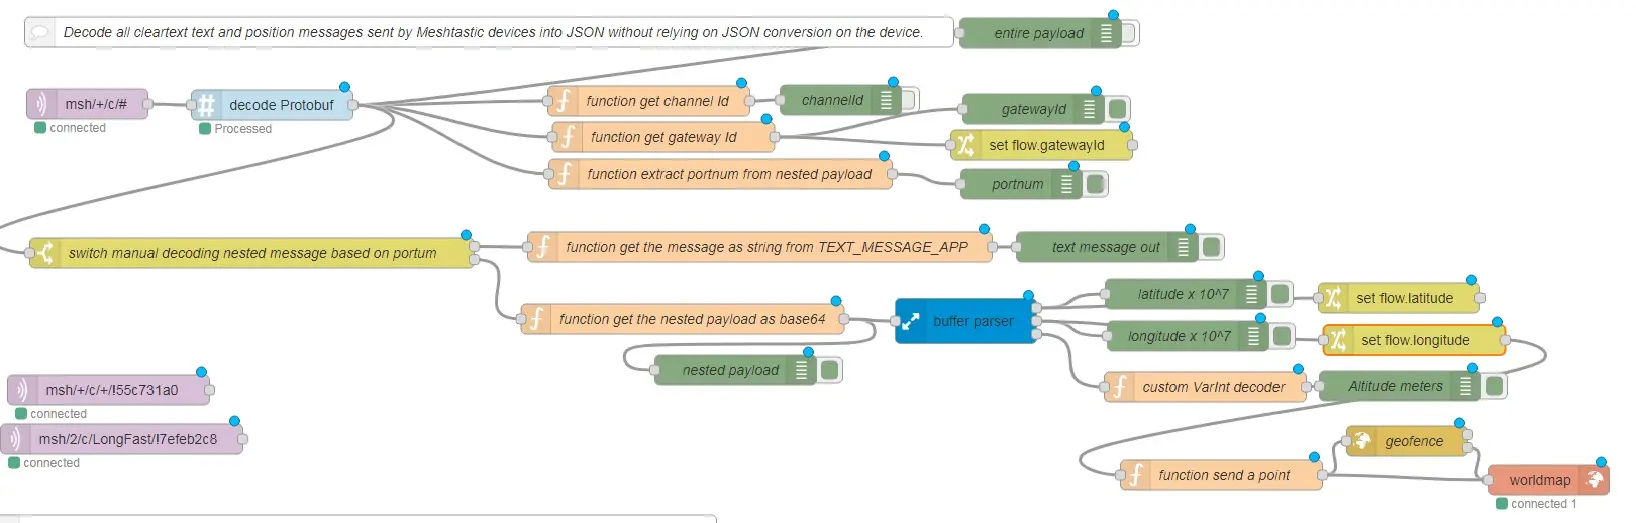 Decode all cleartext text and position messages sent by Meshtastic devices into JSON without relying on JSON conversion on the device.
entire payload
msh/+/c/#
connected
decode Protobuf
Processed
function get channel Id
channelId
function get gateway Id
gatewayId
set flow.gatewayId
function extract portnum from nested payload
portnum
switch manual decoding nested message based on portum
function get the message as string from TEXT_MESSAGE_APP
text message out
function get the nested payload as base64
nested payload
buffer parser
latitude x 10^7
set flow.latitude
longitude x 10^7
set flow.longitude
custom VarInt decoder
Altitude meters
msh/+/c/+/!55c731a0
connected
msh/2/c/LongFast/!7efeb2c8
connected
function send a point
geofence
worldmap
connected 1